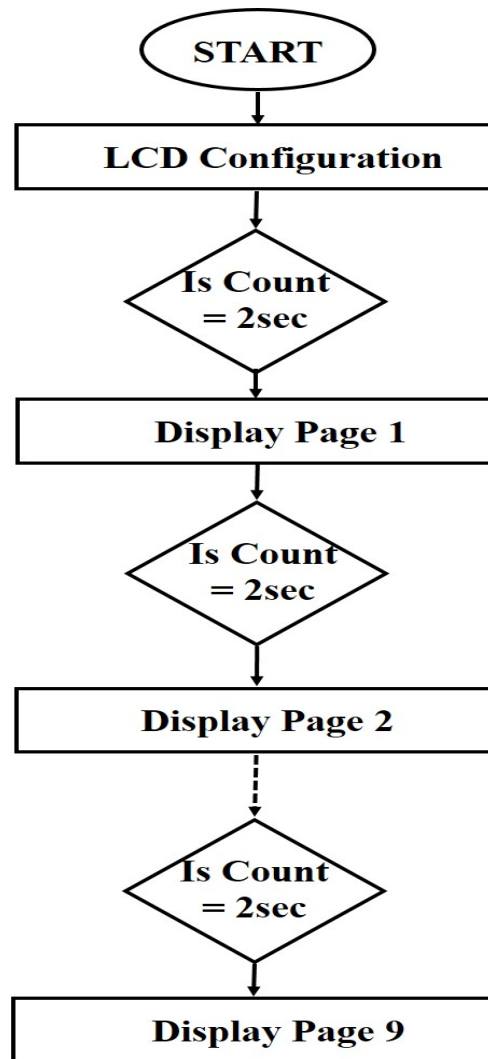 START
LCD Configuration
Is Count
= 2sec
Display Page 1
Is Count
= 2sec
Display Page 2
Is Count
= 2sec
Display Page 9